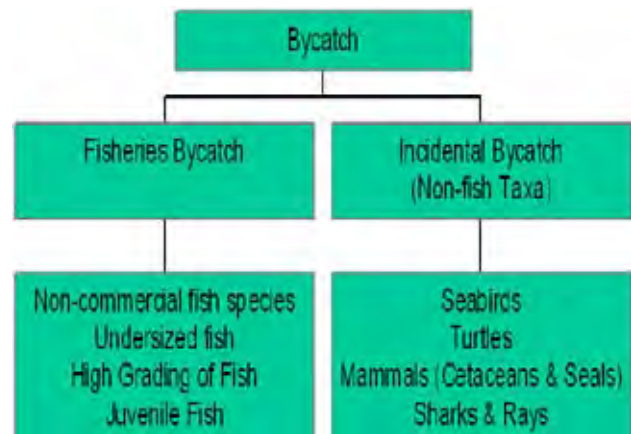 Bycatch
Fisheries Bycatch
Incidental Bycatch
(Non-fish Taxa)
Non-commercial fish species
Undersized fish
High Grading of Fish
Juvenile Fish
Seabirds
Turtles
Mammals (Cetaceans & Seals)
Sharks & Rays